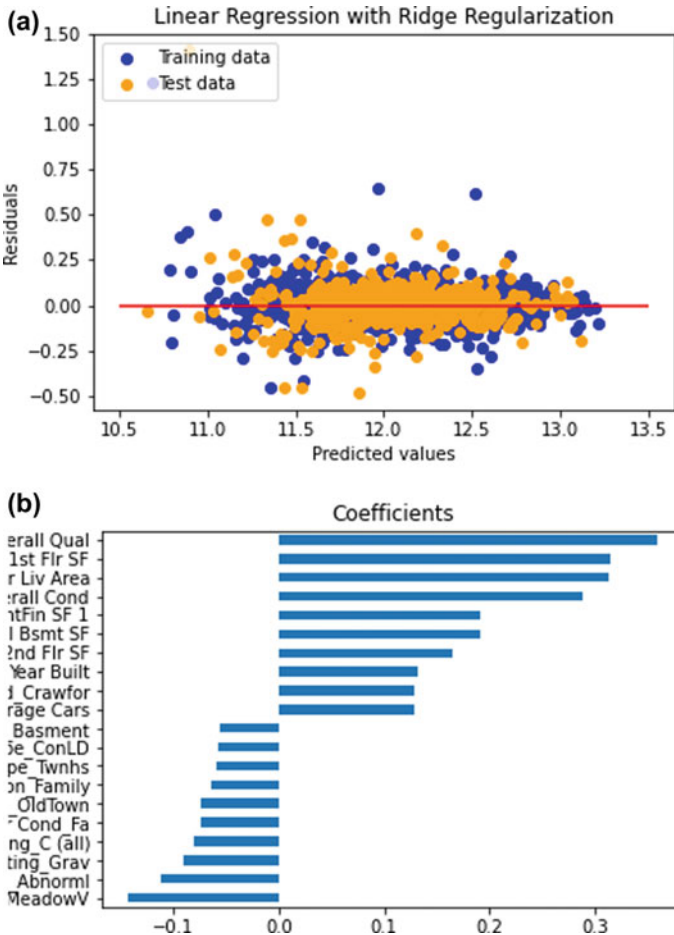 (a)
Linear Regression with Ridge Regularization
1.50
Training data
1.25
Test data
1.00
0.75
0.50
0.25
0.00
−0.25
−0.50
Residuals
10.5 11.0 11.5 12.0 12.5 13.0 13.5
Predicted values
(b)
Coefficients
erall Qual
1st Flr SF
r Liv Area
erall Cond
ntFin SF 1
l Bsmt SF
2nd Flr SF
Year Built
d_Crawfor
rage Cars
Basment
e_ConLD
pe_Twnhs
on_Family
OldTown
Cond_Fa
ng_C (all)
ting_Grav
Abnorml
MeadowV
−0.1 0.0 0.1 0.2 0.3